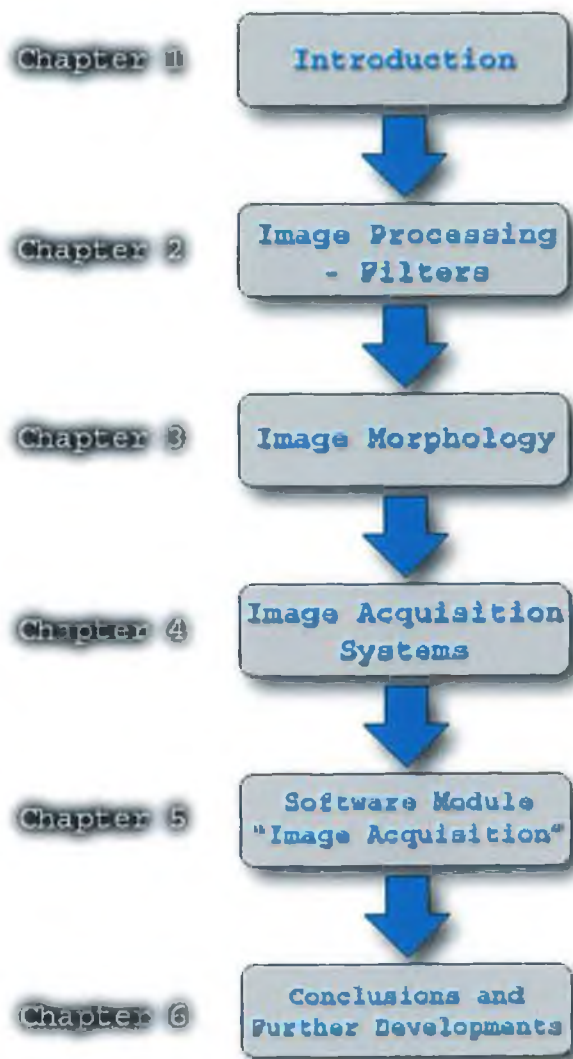 Chapter 1
Introduction
Chapter 2
Image Processing
- Filters
Chapter 3
Image Morphology
Chapter 4
Image Acquisition
Systems
Chapter 5
Software Module
"Image Acquisition"
Chapter 6
Conclusions and
Further Developments